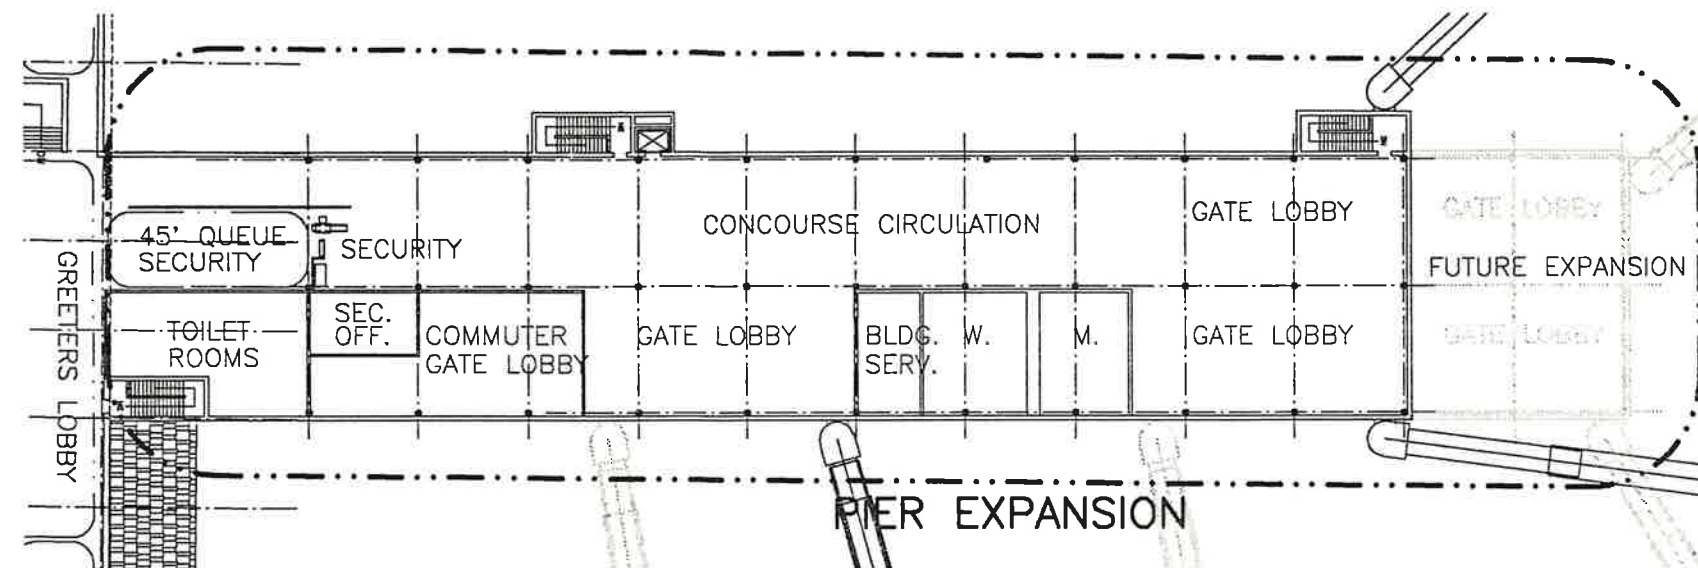 GREETERS LOBBY
45' QUEUE
SECURITY
SECURITY
CONCOURSE CIRCULATION
GATE LOBBY
GATE LOBBY
FUTURE EXPANSION
TOILET
ROOMS
SEC.
OFF.
COMMUTER
GATE LOBBY
GATE LOBBY
BLDG.
SERV.
W.
M.
GATE LOBBY
GATE LOBBY
PIER EXPANSION